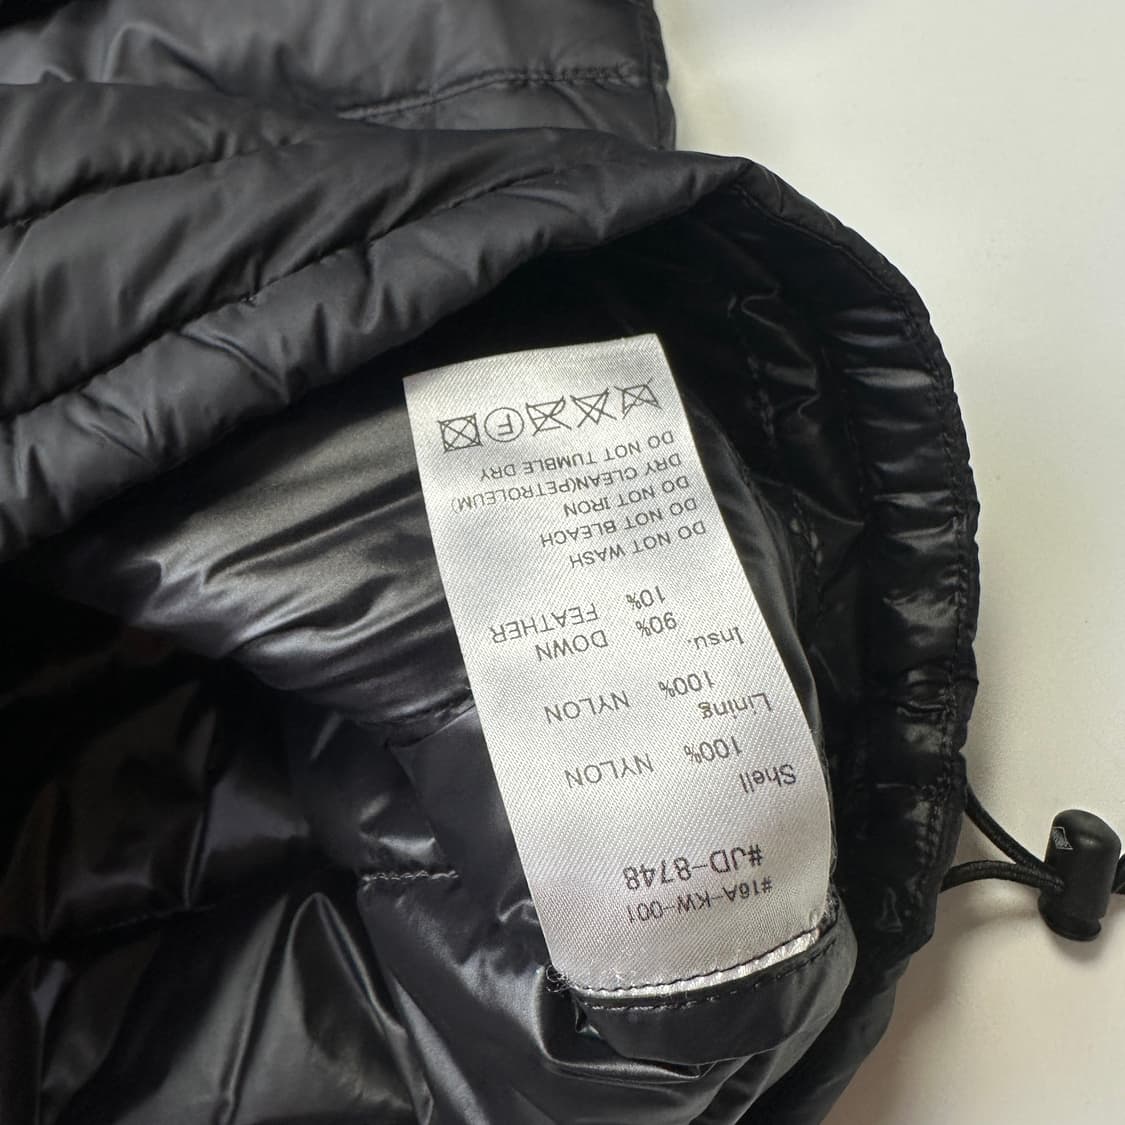 #16A-KW-001
#JD-8748
Shell
100% NYLON
Lining
100% NYLON
Insu.
90% DOWN
10% FEATHER
DO NOT WASH
DO NOT BLEACH
DO NOT IRON
DRY CLEAN(PETROLEUM)
DO NOT TUMBLE DRY
F